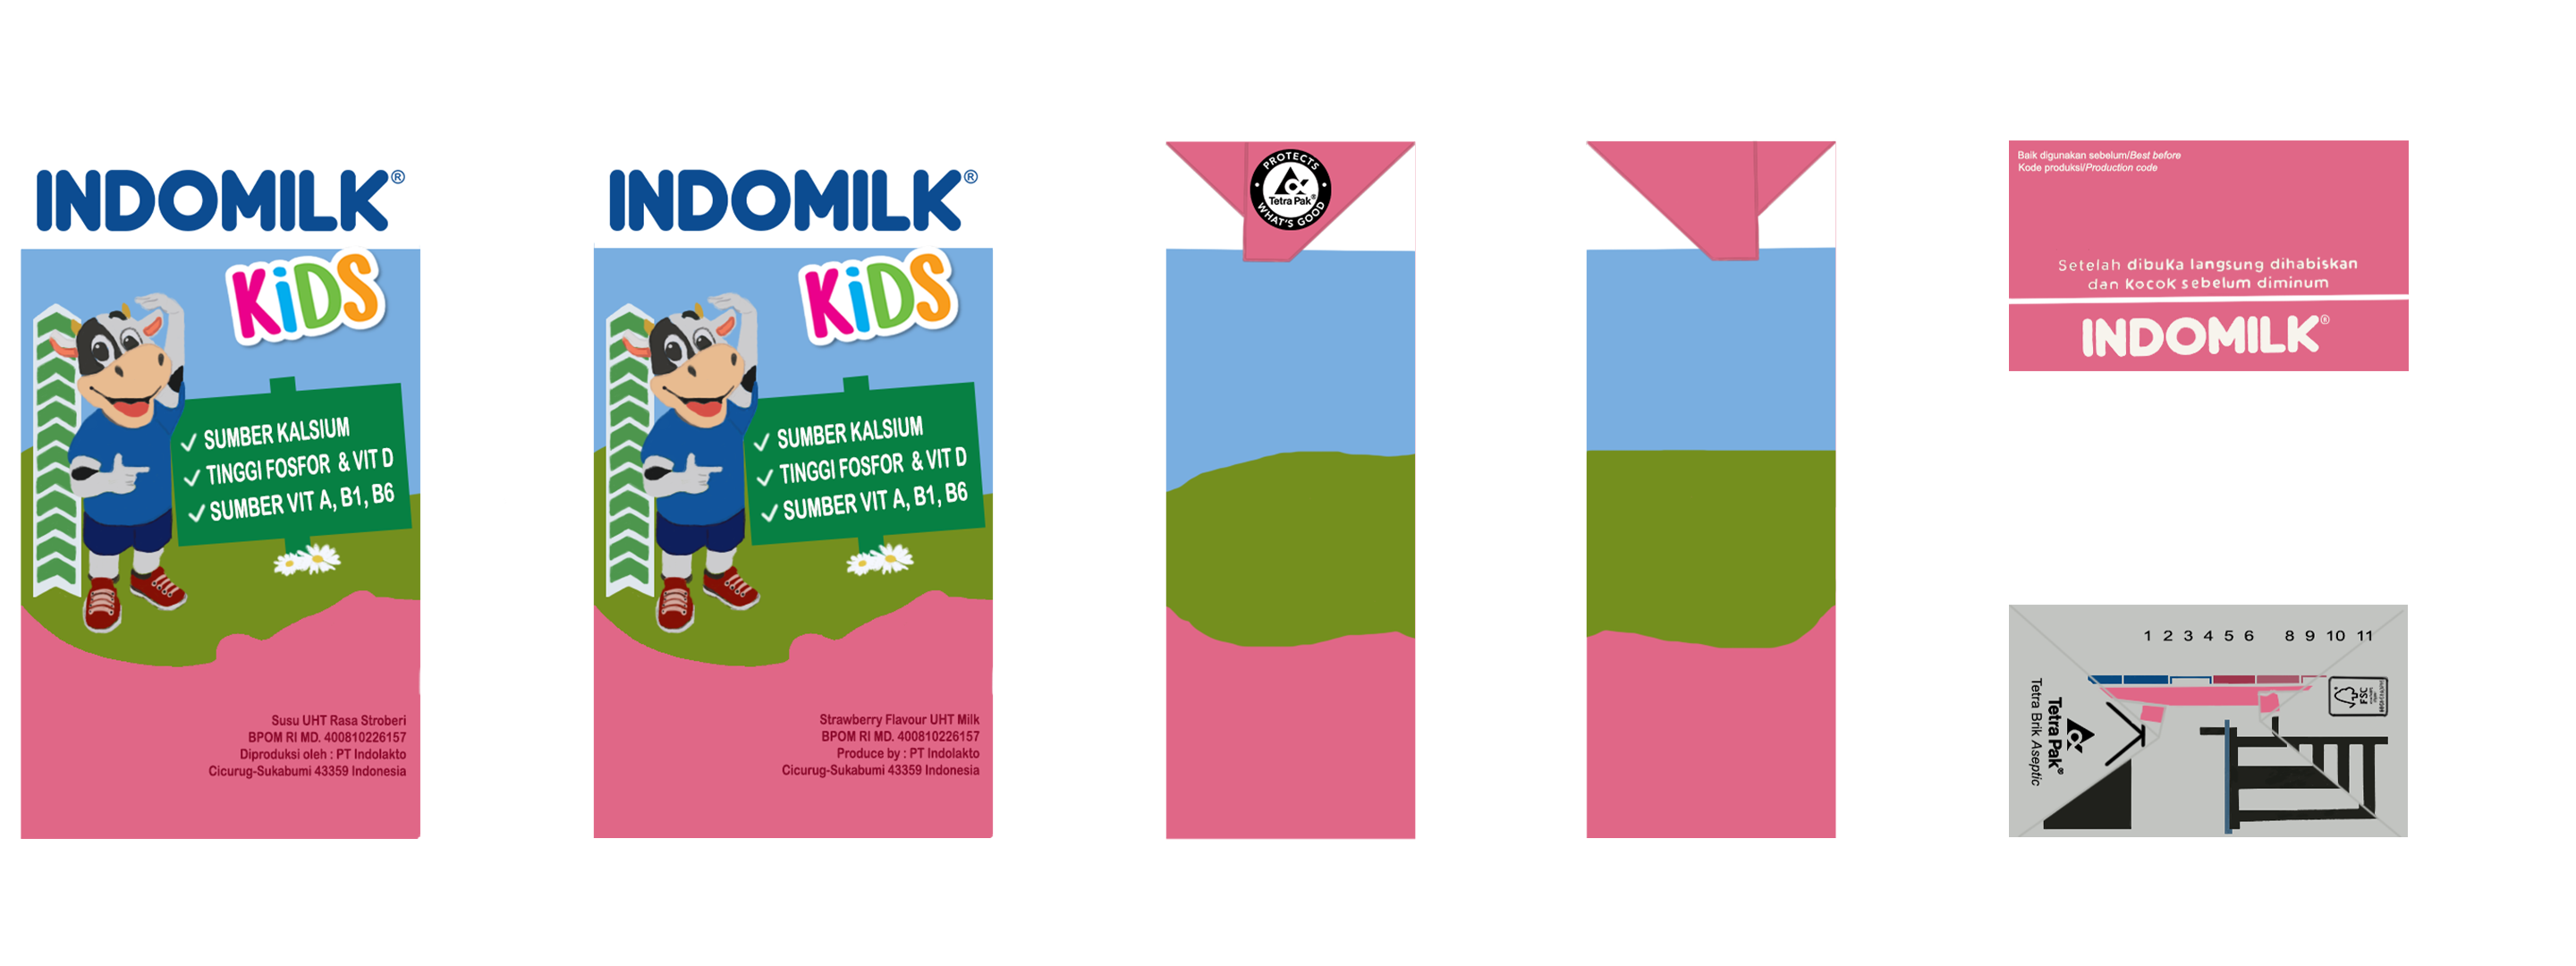 INDOMILK®
KiDS
✓ SUMBER KALSIUM
✓ TINGGI FOSFOR & VIT D
✓ SUMBER VIT A, B1, B6
Susu UHT Rasa Stroberi
BPOM RI MD. 400810226157
Diproduksi oleh : PT Indolakto
Cicurug-Sukabumi 43359 Indonesia
INDOMILK®
KiDS
✓ SUMBER KALSIUM
✓ TINGGI FOSFOR & VIT D
✓ SUMBER VIT A, B1, B6
Strawberry Flavour UHT Milk
BPOM RI MD. 400810226157
Produce by : PT Indolakto
Cicurug-Sukabumi 43359 Indonesia
PROTECTS
Tetra Pak®
WHAT'S GOOD
Baik digunakan sebelum/Best before
Kode produksi/Production code
Setelah dibuka langsung dihabiskan
dan kocok sebelum diminum
INDOMILK®
1 2 3 4 5 6 8 9 10 11
Tetra Pak®
Tetra Brik Aseptic
FSC